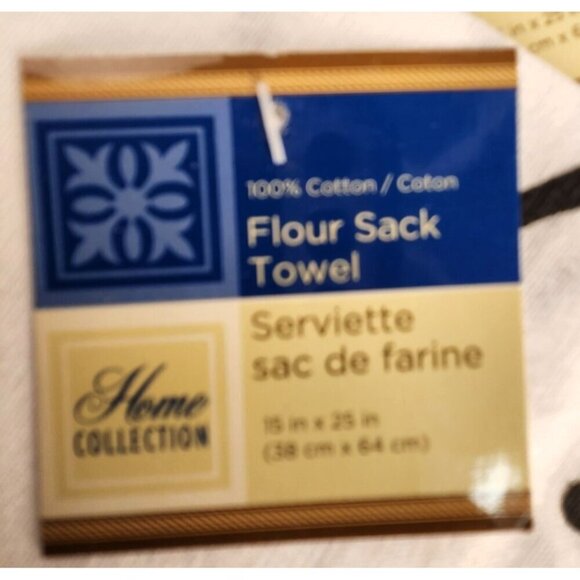 100% Cotton / Coton
Flour Sack
Towel
Serviette
sac de farine
15 in x 25 in
(38 cm x 64 cm)
Home
COLLECTION